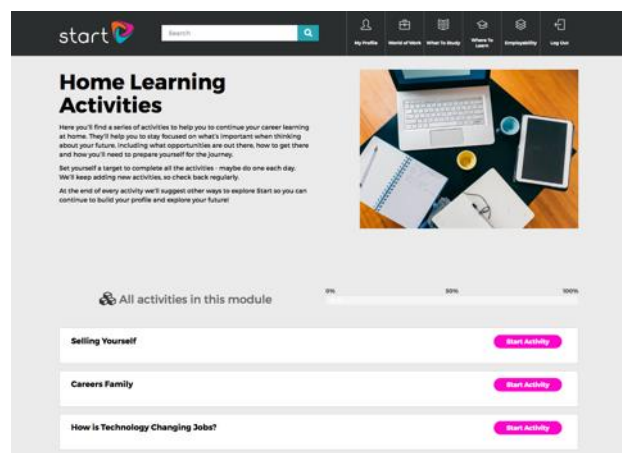 start
Search
My Profile
World of Work
What To Study
Where To
Learn
Employability
Log Out
Home Learning
Activities
Here you'll find a series of activities to help you to continue your career learning
at home. They'll help you to stay focused on what's important when thinking
about your future, including what opportunities are out there, how to get there
and how you'll need to prepare yourself for the journey.
Set yourself a target to complete all the activities - maybe do one each day.
We'll keep adding new activities, so check back regularly.
At the end of every activity we'll suggest other ways to explore Start so you can
continue to build your profile and explore your future!
All activities in this module
0% 50% 100%
Selling Yourself
Start Activity
Careers Family
Start Activity
How is Technology Changing Jobs?
Start Activity